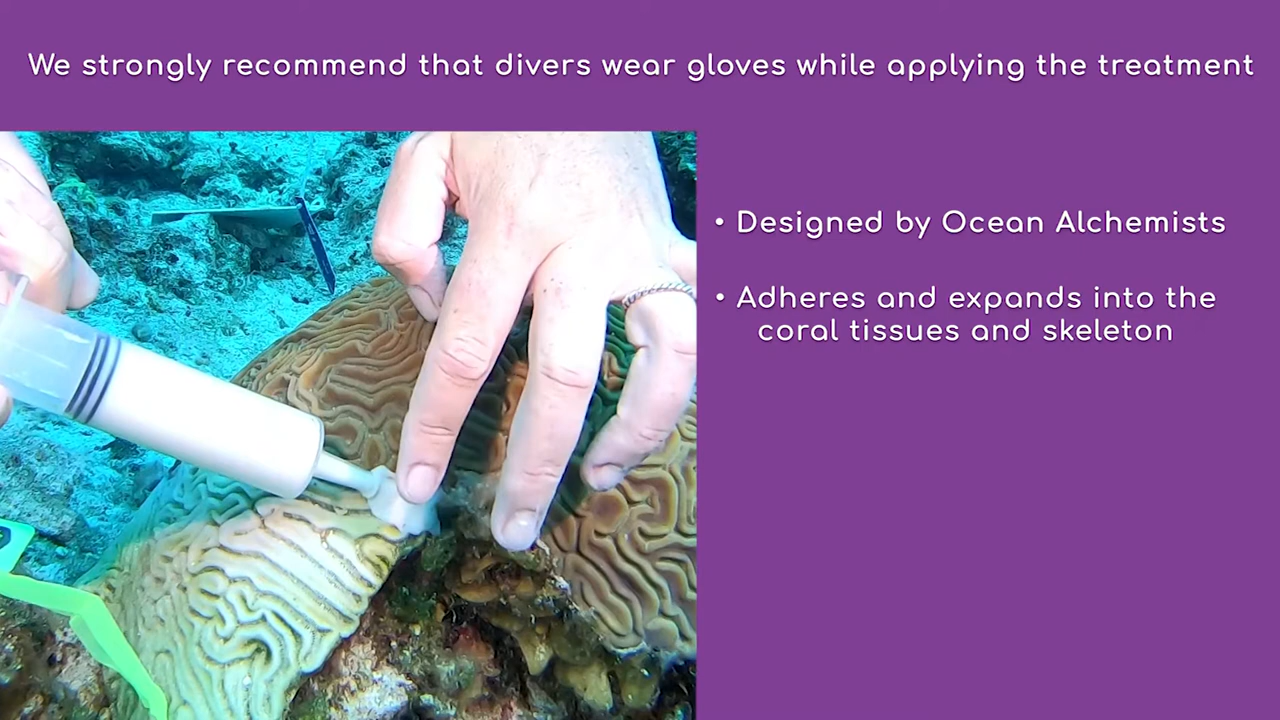 We strongly recommend that divers wear gloves while applying the treatment
• Designed by Ocean Alchemists
• Adheres and expands into the
coral tissues and skeleton